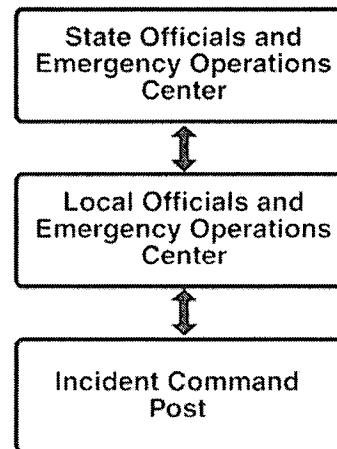 State Officials and
Emergency Operations
Center
Local Officials and
Emergency Operations
Center
Incident Command
Post